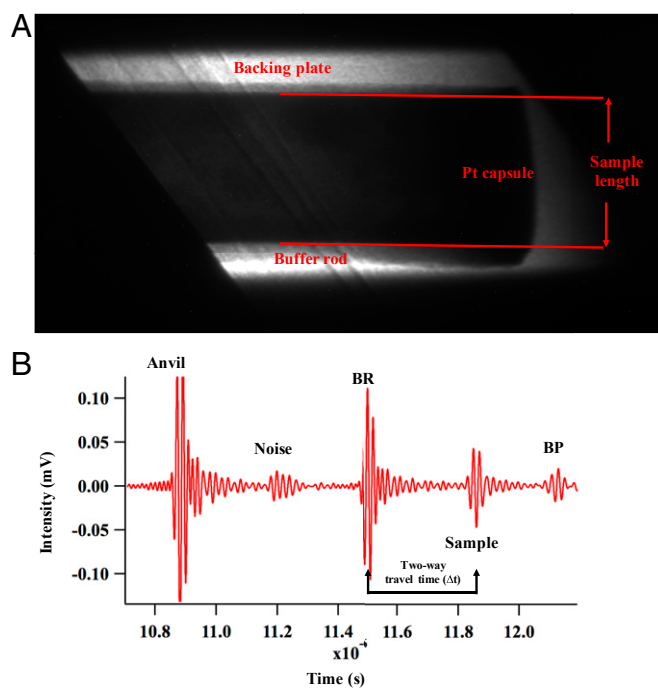 A
Backing plate
Pt capsule
Sample
length
Buffer rod
B
Anvil
BR
Noise
BP
0.10
0.05
0.00
-0.05
-0.10
Intensity (mV)
Sample
Two-way
travel time (Δt)
10.8 11.0 11.2 11.4 11.6 11.8 12.0
x10⁻⁶
Time (s)